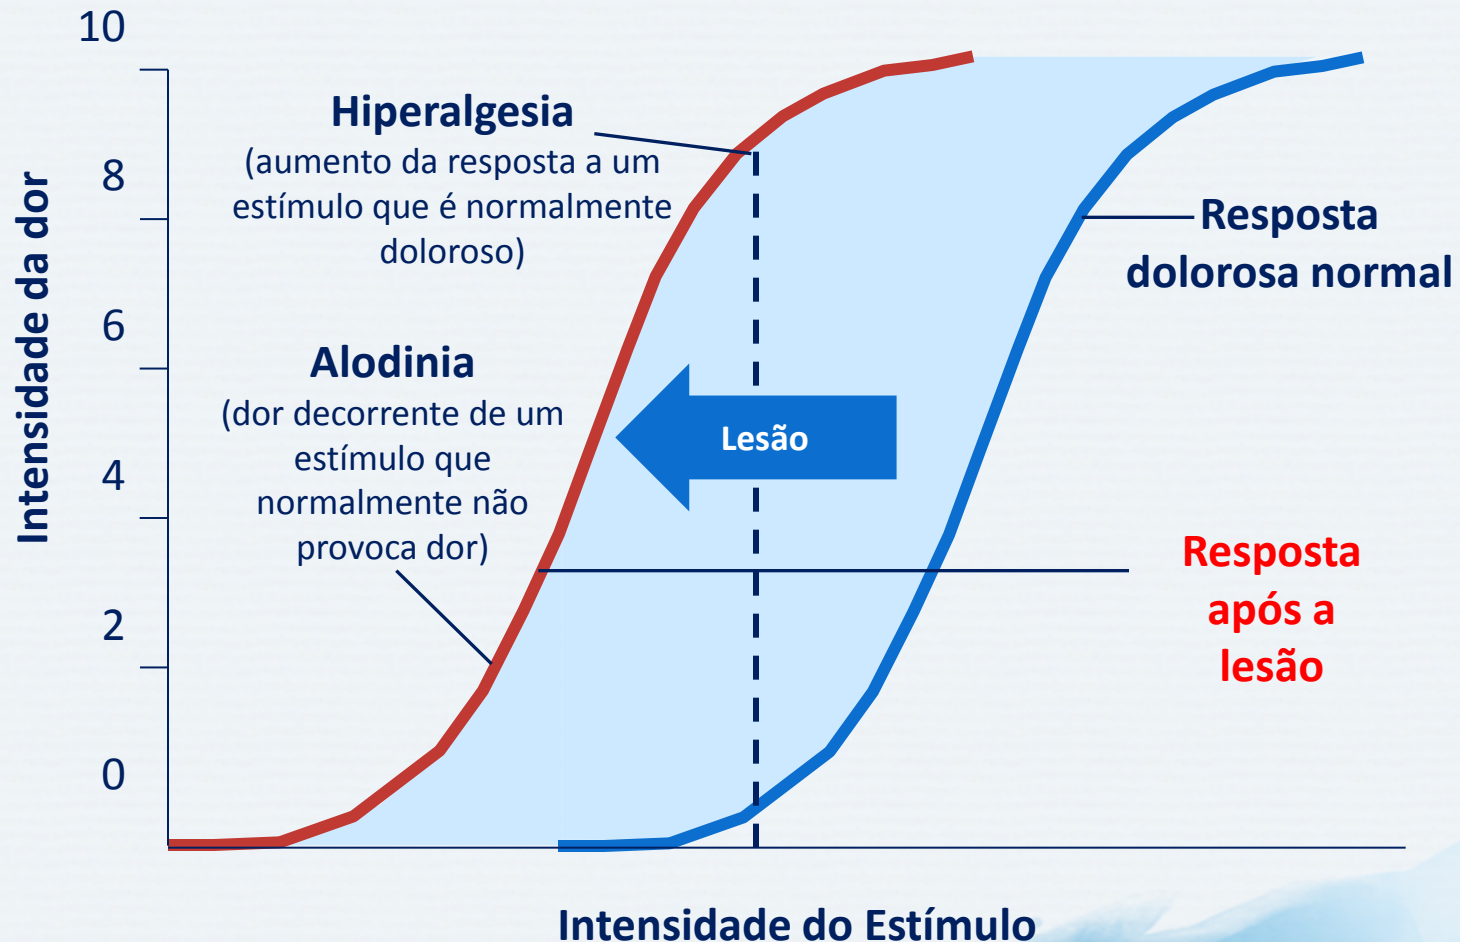 10
8
6
4
2
0
Intensidade da dor
Hiperalgesia
(aumento da resposta a um
estímulo que é normalmente
doloroso)
Alodinia
(dor decorrente de um
estímulo que
normalmente não
provoca dor)
Lesão
Resposta
dolorosa normal
Resposta
após a
lesão
Intensidade do Estímulo